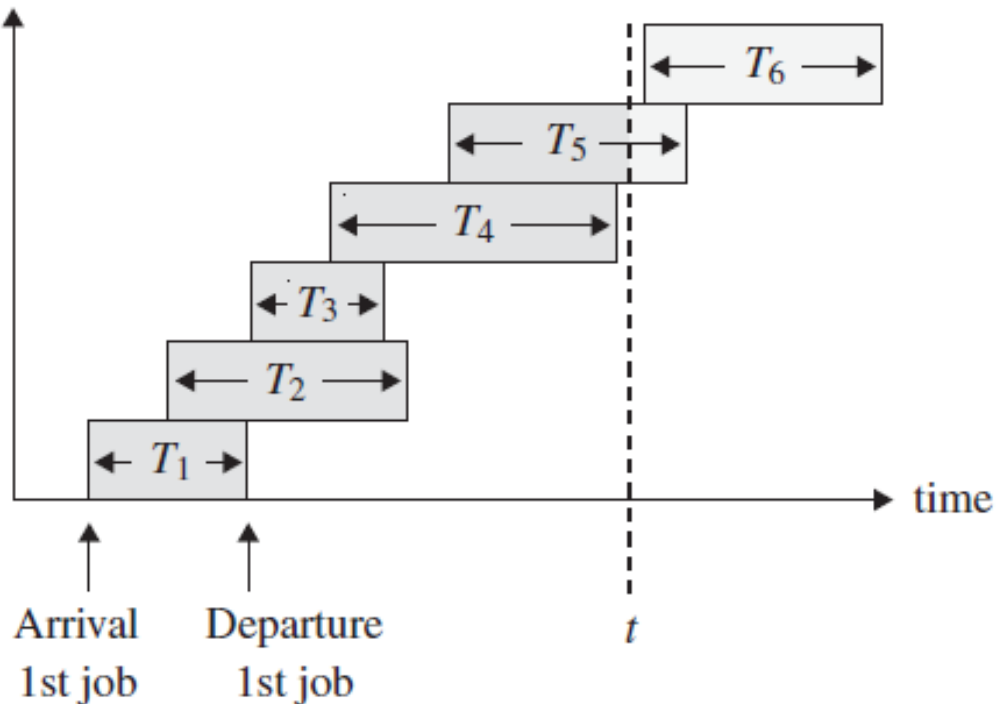 T₆
T₅
T₄
T₃
T₂
T₁
time
Arrival
1st job
Departure
1st job
t